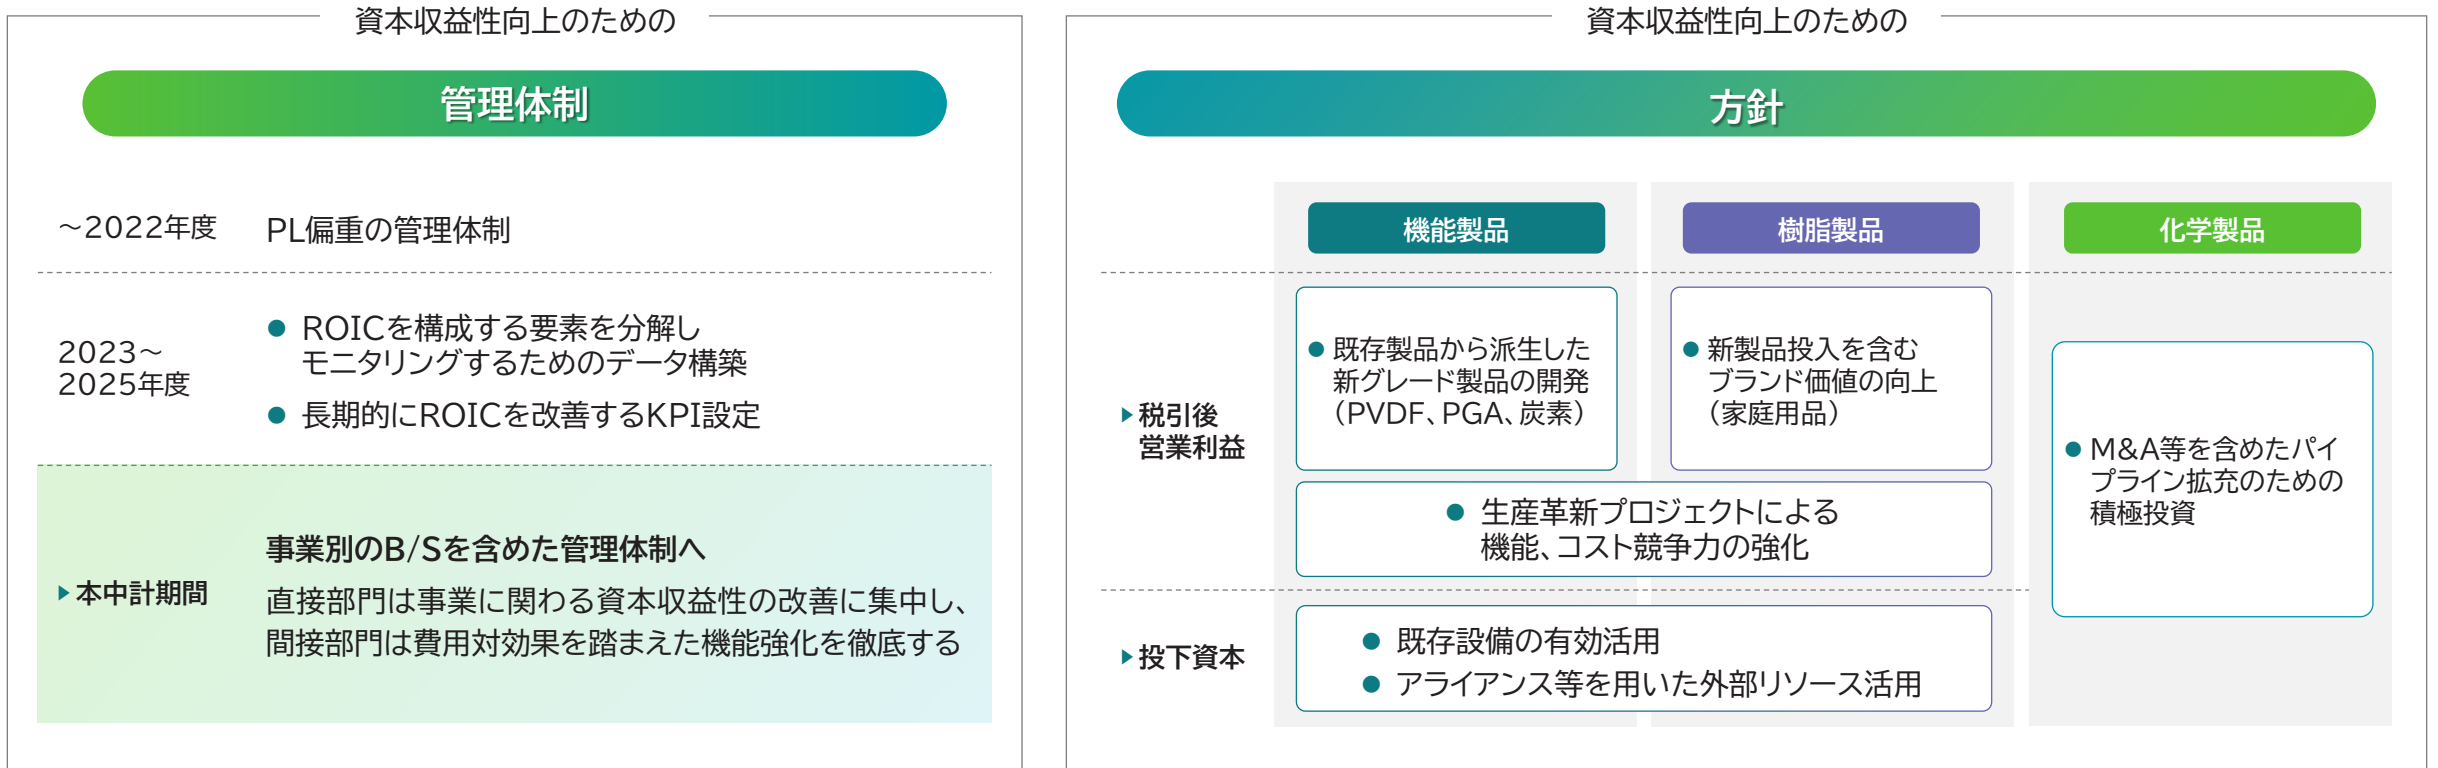 資本収益性向上のための
管理体制
～2022年度
PL偏重の管理体制
2023～
2025年度
● ROICを構成する要素を分解し
モニタリングするためのデータ構築
● 長期的にROICを改善するKPI設定
本中計期間
事業別のB/Sを含めた管理体制へ
直接部門は事業に関わる資本収益性の改善に集中し、
間接部門は費用対効果を踏まえた機能強化を徹底する
資本収益性向上のための
方針
機能製品
樹脂製品
化学製品
税引後
営業利益
● 既存製品から派生した
新グレード製品の開発
（PVDF、PGA、炭素）
● 新製品投入を含む
ブランド価値の向上
（家庭用品）
● 生産革新プロジェクトによる
機能、コスト競争力の強化
● M&A等を含めたパイ
プライン拡充のための
積極投資
投下資本
● 既存設備の有効活用
● アライアンス等を用いた外部リソース活用